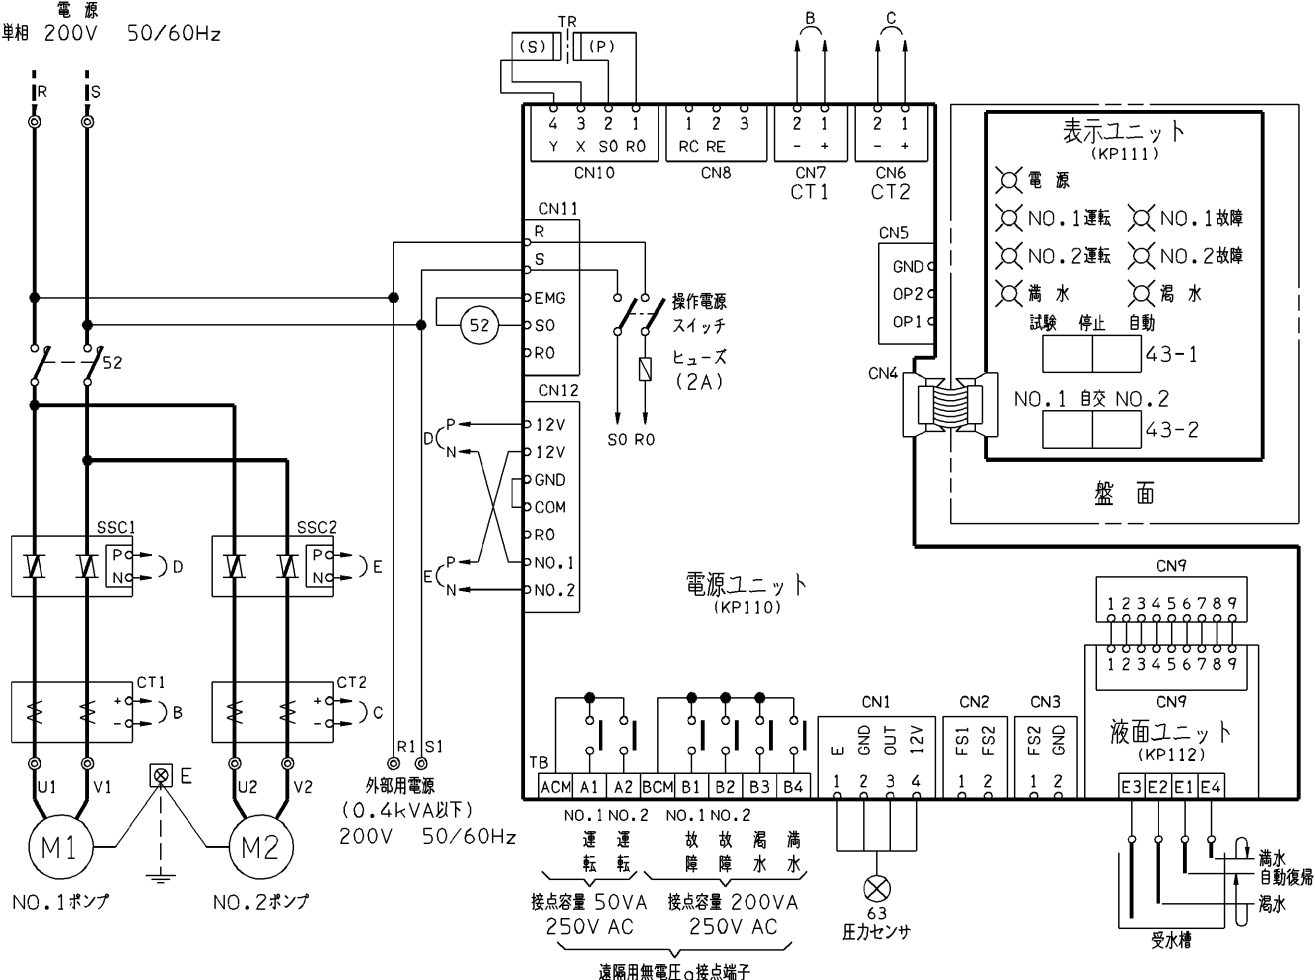 電 源
単相 200V 50/60Hz
R
S
52
SSC1
P
N
D
SSC2
P
N
E
CT1
+
-
B
CT2
+
-
C
U1
V1
U2
V2
E
M1
M2
NO.1ポンプ
NO.2ポンプ
R1 S1
外部用電源
(0.4kVA以下)
200V 50/60Hz
TR
(S) (P)
4 3 2 1
Y X S0 R0
CN10
1 2 3
RC RE
CN8
B
2 1
- +
CN7
CT1
C
2 1
- +
CN6
CT2
CN11
R
S
EMG
S0
R0
52
操作電源
スイッチ
ヒューズ
(2A)
S0 R0
CN12
12V
12V
GND
COM
R0
NO.1
NO.2
D P
N
E P
N
CN5
GND
OP2
OP1
CN4
表示ユニット
(KP111)
電 源
NO.1運転 NO.1故障
NO.2運転 NO.2故障
満 水 渇 水
試験 停止 自動
43-1
NO.1 自交 NO.2
43-2
盤 面
電源ユニット
(KP110)
CN9
1 2 3 4 5 6 7 8 9
1 2 3 4 5 6 7 8 9
CN9
液面ユニット
(KP112)
E3 E2 E1 E4
満水
自動復帰
渇水
受水槽
TB
ACM A1 A2 BCM B1 B2 B3 B4
NO.1 NO.2 NO.1 NO.2
運転 運転 故障 故障 渇水 満水
接点容量 50VA
250V AC
接点容量 200VA
250V AC
遠隔用無電圧a接点端子
CN1
E GND OUT 12V
1 2 3 4
63
圧力センサ
CN2
FS1 FS2
1 2
CN3
FS2 GND
1 2